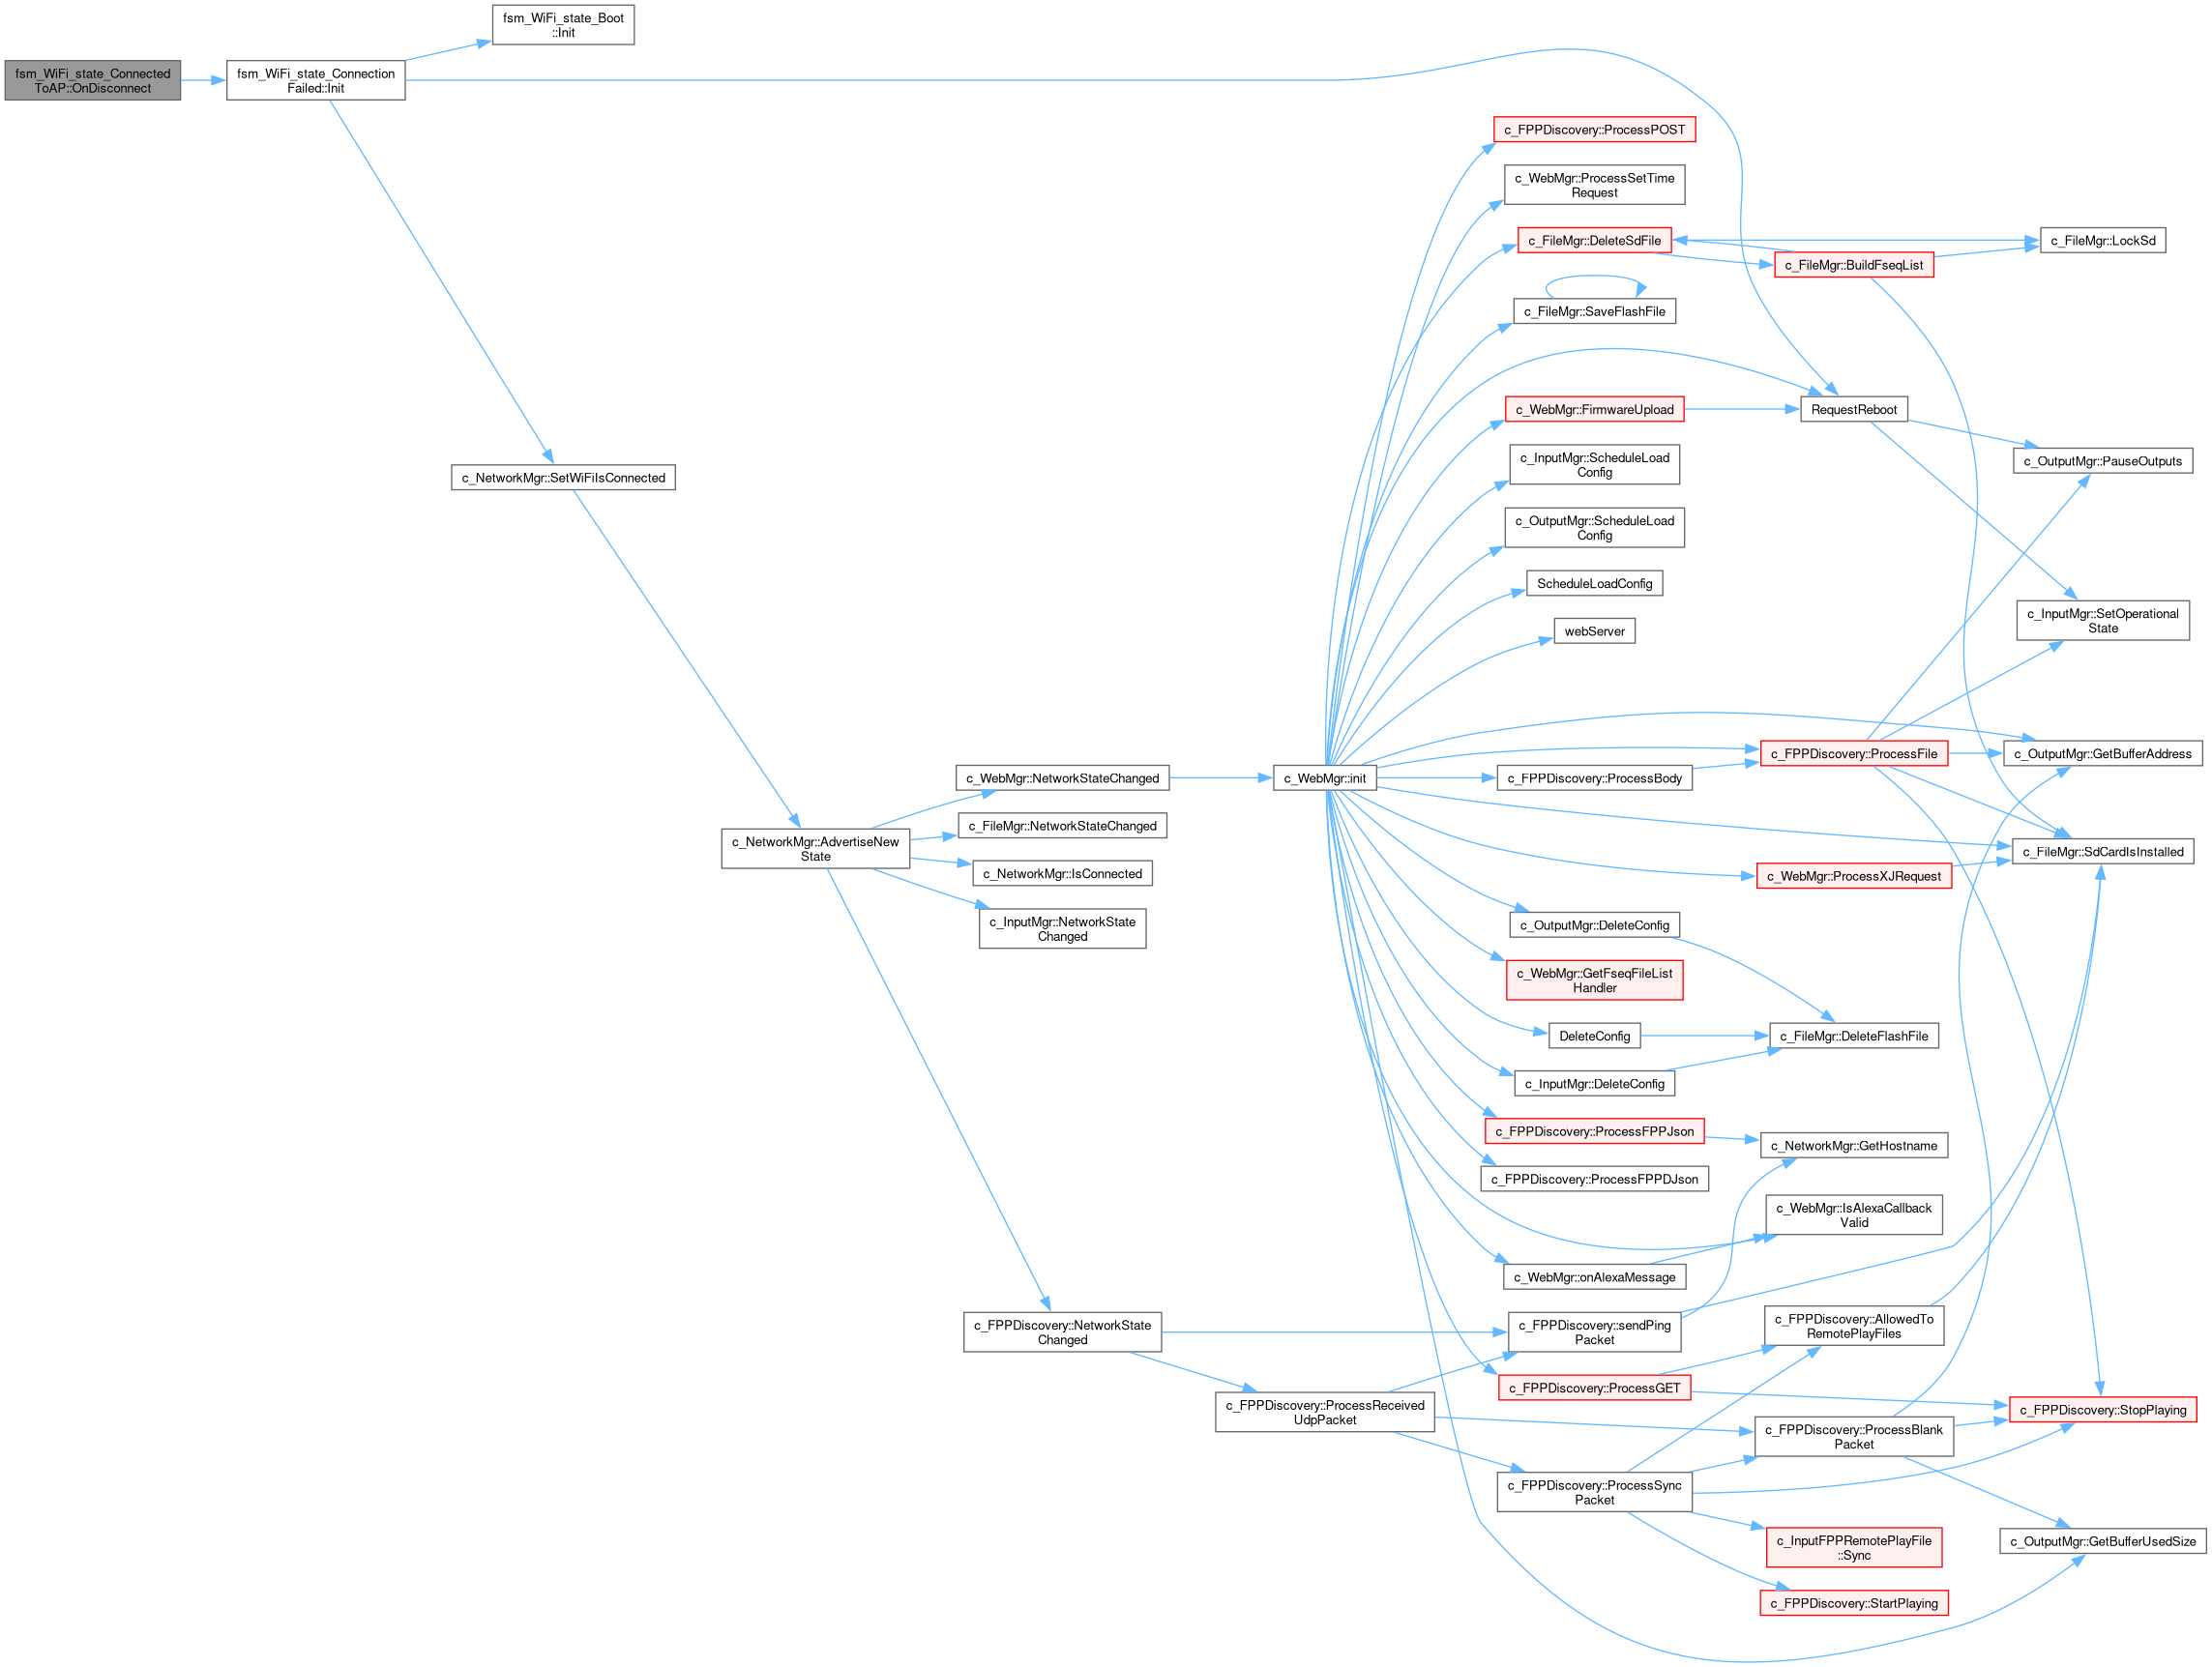 fsm_WiFi_state_Boot
::Init
fsm_WiFi_state_Connected
ToAP::OnDisconnect
fsm_WiFi_state_Connection
Failed::Init
c_FPPDiscovery::ProcessPOST
c_WebMgr::ProcessSetTime
Request
c_FileMgr::DeleteSdFile
c_FileMgr::LockSd
c_FileMgr::BuildFseqList
c_FileMgr::SaveFlashFile
c_WebMgr::FirmwareUpload
RequestReboot
c_InputMgr::ScheduleLoad
Config
c_OutputMgr::PauseOutputs
c_NetworkMgr::SetWiFiIsConnected
c_OutputMgr::ScheduleLoad
Config
ScheduleLoadConfig
c_InputMgr::SetOperational
State
webServer
c_FPPDiscovery::ProcessFile
c_OutputMgr::GetBufferAddress
c_WebMgr::NetworkStateChanged
c_WebMgr::init
c_FPPDiscovery::ProcessBody
c_FileMgr::NetworkStateChanged
c_NetworkMgr::AdvertiseNew
State
c_FileMgr::SdCardIsInstalled
c_NetworkMgr::IsConnected
c_WebMgr::ProcessXJRequest
c_InputMgr::NetworkState
Changed
c_OutputMgr::DeleteConfig
c_WebMgr::GetFseqFileList
Handler
DeleteConfig
c_FileMgr::DeleteFlashFile
c_InputMgr::DeleteConfig
c_FPPDiscovery::ProcessFPPJson
c_NetworkMgr::GetHostname
c_FPPDiscovery::ProcessFPPDJson
c_WebMgr::IsAlexaCallback
Valid
c_WebMgr::onAlexaMessage
c_FPPDiscovery::NetworkState
Changed
c_FPPDiscovery::sendPing
Packet
c_FPPDiscovery::AllowedTo
RemotePlayFiles
c_FPPDiscovery::ProcessGET
c_FPPDiscovery::StopPlaying
c_FPPDiscovery::ProcessReceived
UdpPacket
c_FPPDiscovery::ProcessBlank
Packet
c_FPPDiscovery::ProcessSync
Packet
c_InputFPPRemotePlayFile
::Sync
c_OutputMgr::GetBufferUsedSize
c_FPPDiscovery::StartPlaying